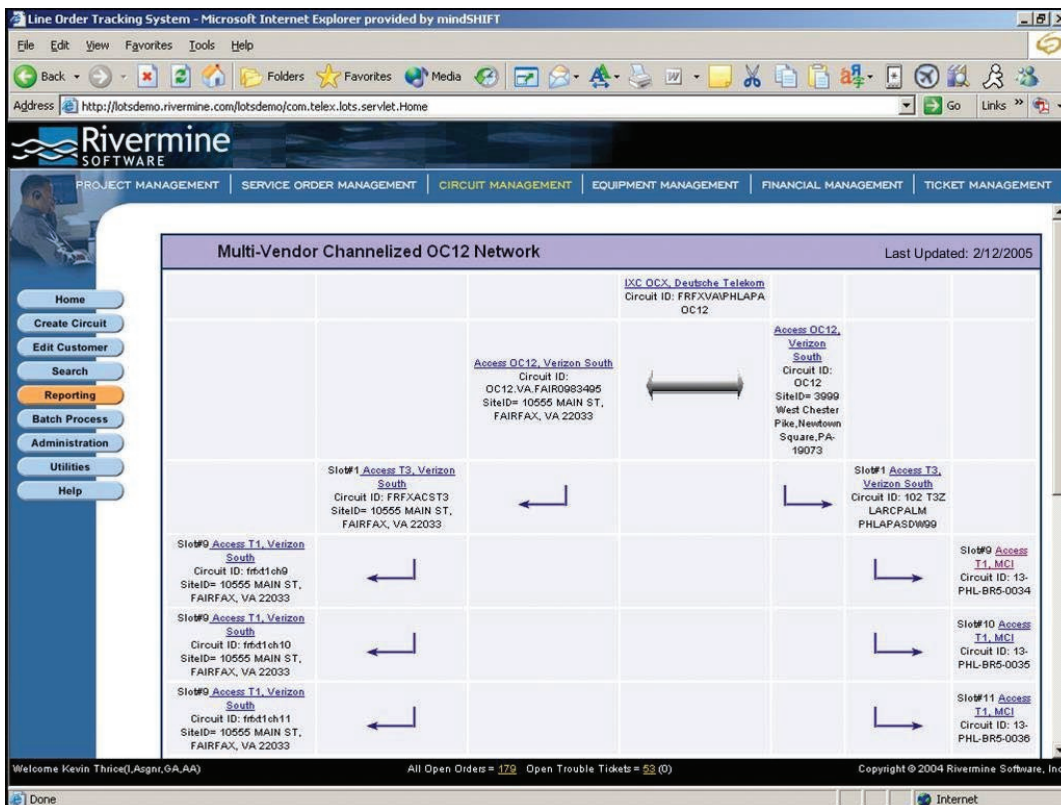 Line Order Tracking System - Microsoft Internet Explorer provided by mindSHIFT
File Edit View Favorites Tools Help
Back Folders Favorites Media
Address http://lotsdemo.rivermine.com/lotsdemo/com.telex.lots.servlet.Home Go Links »
Rivermine
SOFTWARE
PROJECT MANAGEMENT | SERVICE ORDER MANAGEMENT | CIRCUIT MANAGEMENT | EQUIPMENT MANAGEMENT | FINANCIAL MANAGEMENT | TICKET MANAGEMENT
Home
Create Circuit
Edit Customer
Search
Reporting
Batch Process
Administration
Utilities
Help
Multi-Vendor Channelized OC12 Network Last Updated: 2/12/2005
IXC OCX, Deutsche Telekom
Circuit ID: FRFXVA\PHLAPA
OC12
Access OC12, Verizon South
Circuit ID:
OC12.VA.FAIR0983495
SiteID= 10555 MAIN ST,
FAIRFAX, VA 22033
Access OC12,
Verizon
South
Circuit ID:
OC12
SiteID= 3999
West Chester
Pike,Newtown
Square,PA-
19073
Slot#1 Access T3, Verizon
South
Circuit ID: FRFXACST3
SiteID= 10555 MAIN ST,
FAIRFAX, VA 22033
Slot#1 Access T3,
Verizon South
Circuit ID: 102 T3Z
LARCPALM
PHLAPASDW99
Slot#9 Access T1, Verizon
South
Circuit ID: frfxt1ch9
SiteID= 10555 MAIN ST,
FAIRFAX, VA 22033
Slot#9 Access
T1, MCI
Circuit ID: 13-
PHL-BR5-0034
Slot#9 Access T1, Verizon
South
Circuit ID: frfxt1ch10
SiteID= 10555 MAIN ST,
FAIRFAX, VA 22033
Slot#10 Access
T1, MCI
Circuit ID: 13-
PHL-BR5-0035
Slot#9 Access T1, Verizon
South
Circuit ID: frfxt1ch11
SiteID= 10555 MAIN ST,
FAIRFAX, VA 22033
Slot#11 Access
T1, MCI
Circuit ID: 13-
PHL-BR5-0036
Welcome Kevin Thrice(I,Asgnr,GA,AA) All Open Orders = 179 Open Trouble Tickets = 53 (0) Copyright © 2004 Rivermine Software, Inc
Done Internet